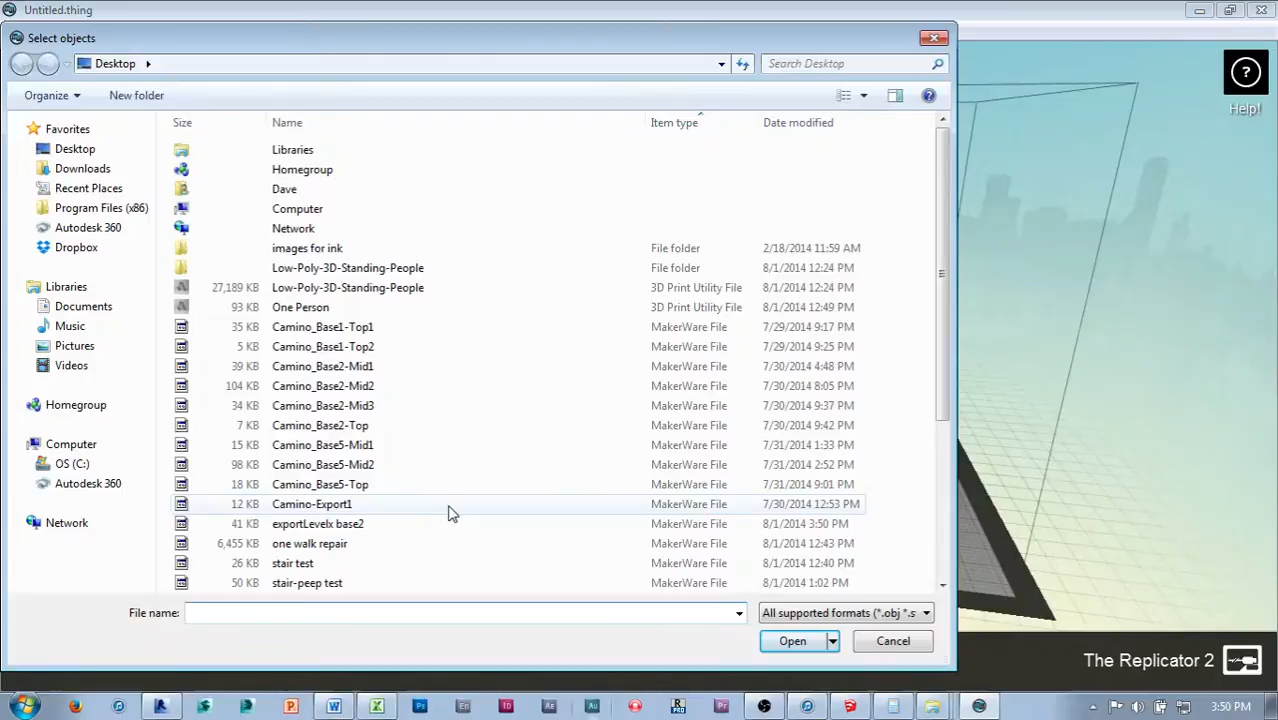 Untitled.thing
Select objects
Desktop
Search Desktop
Organize
New folder
Size Name Item type Date modified
Favorites
Desktop
Downloads
Recent Places
Program Files (x86)
Autodesk 360
Dropbox
Libraries
Documents
Music
Pictures
Videos
Homegroup
Computer
OS (C:)
Autodesk 360
Network
Libraries
Homegroup
Dave
Computer
Network
images for ink File folder 2/18/2014 11:59 AM
Low-Poly-3D-Standing-People File folder 8/1/2014 12:24 PM
27,189 KB Low-Poly-3D-Standing-People 3D Print Utility File 8/1/2014 12:24 PM
93 KB One Person 3D Print Utility File 8/1/2014 12:49 PM
35 KB Camino_Base1-Top1 MakerWare File 7/29/2014 9:17 PM
5 KB Camino_Base1-Top2 MakerWare File 7/29/2014 9:25 PM
39 KB Camino_Base2-Mid1 MakerWare File 7/30/2014 4:48 PM
104 KB Camino_Base2-Mid2 MakerWare File 7/30/2014 8:05 PM
34 KB Camino_Base2-Mid3 MakerWare File 7/30/2014 9:37 PM
7 KB Camino_Base2-Top MakerWare File 7/30/2014 9:42 PM
15 KB Camino_Base5-Mid1 MakerWare File 7/31/2014 1:33 PM
98 KB Camino_Base5-Mid2 MakerWare File 7/31/2014 2:52 PM
18 KB Camino_Base5-Top MakerWare File 7/31/2014 9:01 PM
12 KB Camino-Export1 MakerWare File 7/30/2014 12:53 PM
41 KB exportLevelx base2 MakerWare File 8/1/2014 3:50 PM
6,455 KB one walk repair MakerWare File 8/1/2014 12:43 PM
26 KB stair test MakerWare File 8/1/2014 12:40 PM
50 KB stair-peep test MakerWare File 8/1/2014 1:02 PM
File name:
All supported formats (*.obj *.s
Open
Cancel
?
Help!
The Replicator 2
3:50 PM